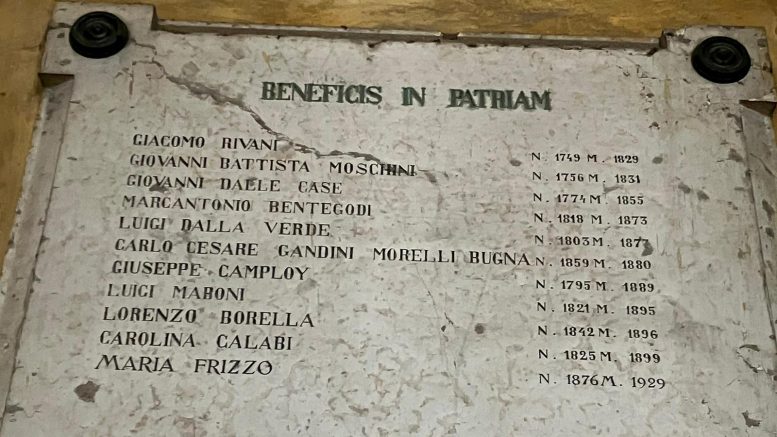 BENEFICIS IN PATRIAM
GIACOMO RIVANI N. 1749 M. 1829
GIOVANNI BATTISTA MOSCHINI N. 1756 M. 1831
GIOVANNI DALLE CASE N. 1774 M. 1855
MARCANTONIO BENTEGODI N. 1818 M. 1873
LUIGI DALLA VERDE N. 1803 M. 1877
CARLO CESARE GANDINI MORELLI BUGNA N. 1859 M. 1880
GIUSEPPE CAMPLOY N. 1795 M. 1889
LUIGI MABONI N. 1821 M. 1895
LORENZO BORELLA N. 1842 M. 1896
CAROLINA CALABI N. 1825 M. 1899
MARIA FRIZZO N. 1876 M. 1929